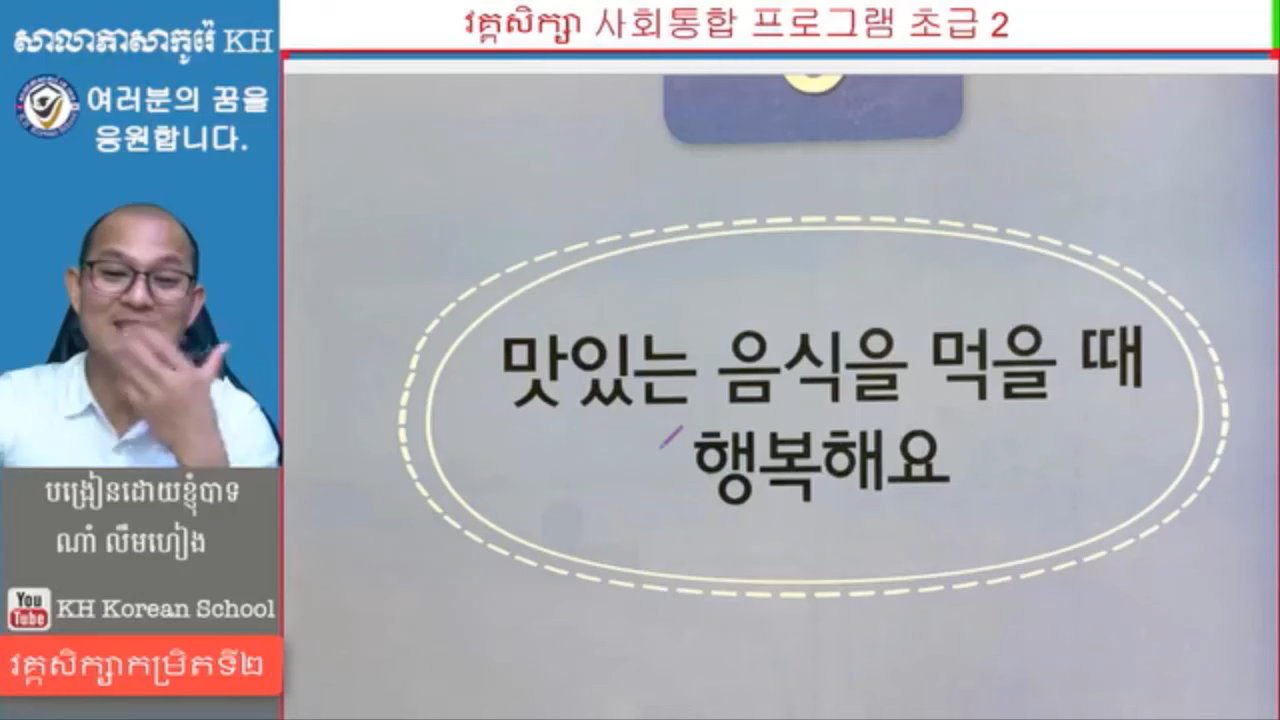 សាលាភាសាកូរ៉េ KH
여러분의 꿈을
응원합니다.
វគ្គសិក្សា 사회통합 프로그램 초급 2
맛있는 음식을 먹을 때
행복해요
បង្រៀនដោយខ្ញុំបាទ
ណាំ លឹមហៀង
You
Tube
KH Korean School
វគ្គសិក្សាកម្រិតទី២